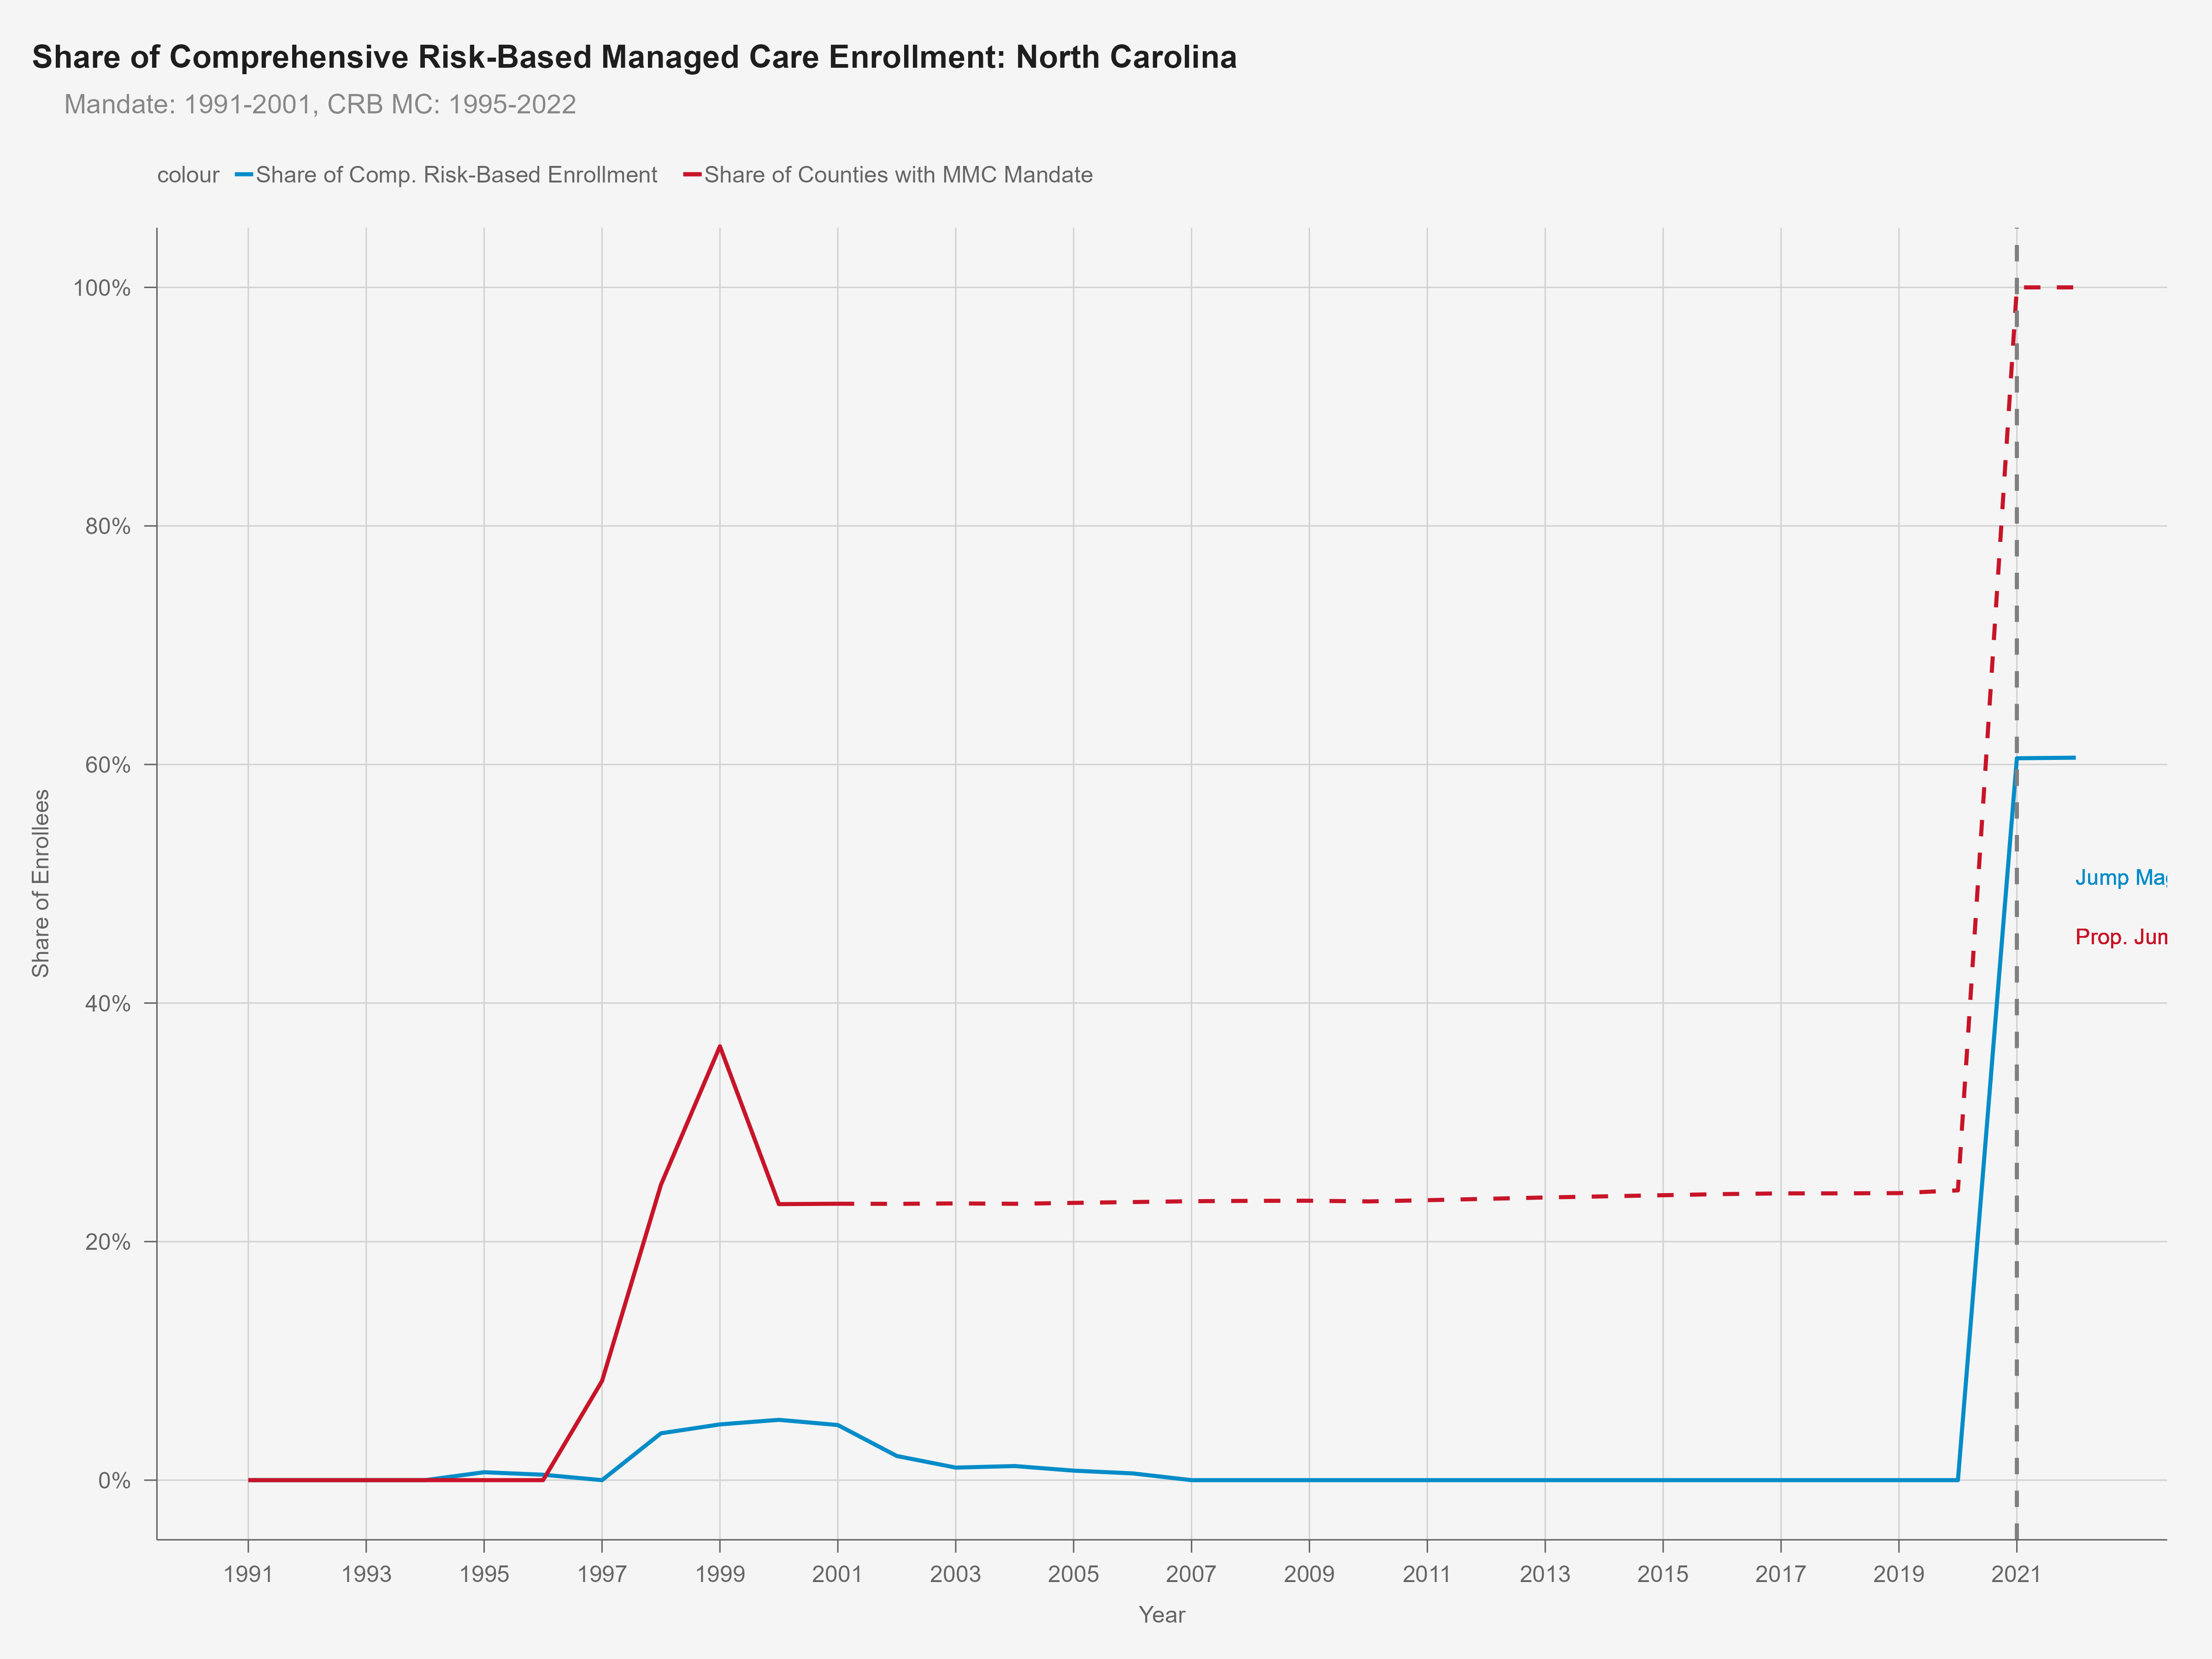 Share of Comprehensive Risk-Based Managed Care Enrollment: North Carolina
Mandate: 1991-2001, CRB MC: 1995-2022
colour Share of Comp. Risk-Based Enrollment Share of Counties with MMC Mandate
100%
80%
60%
40%
20%
0%
Share of Enrollees
Jump
Prop.
1991 1993 1995 1997 1999 2001 2003 2005 2007 2009 2011 2013 2015 2017 2019 2021
Year